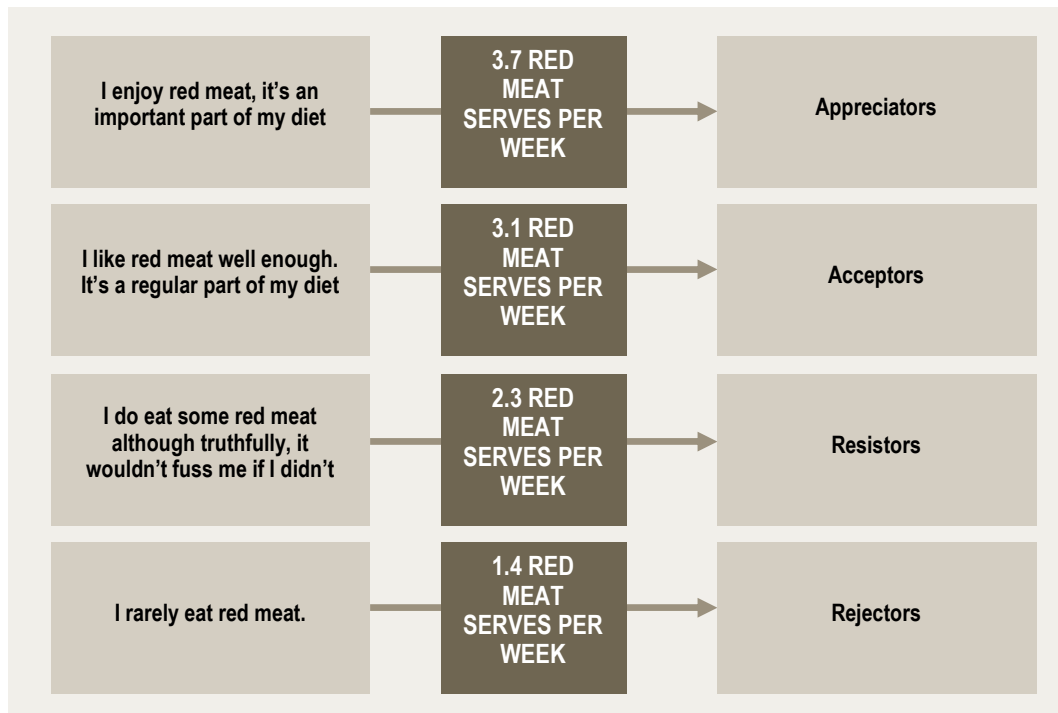 I enjoy red meat, it's an
important part of my diet
3.7 RED
MEAT
SERVES PER
WEEK
Appreciators
I like red meat well enough.
It's a regular part of my diet
3.1 RED
MEAT
SERVES PER
WEEK
Acceptors
I do eat some red meat
although truthfully, it
wouldn't fuss me if I didn't
2.3 RED
MEAT
SERVES PER
WEEK
Resistors
I rarely eat red meat.
1.4 RED
MEAT
SERVES PER
WEEK
Rejectors